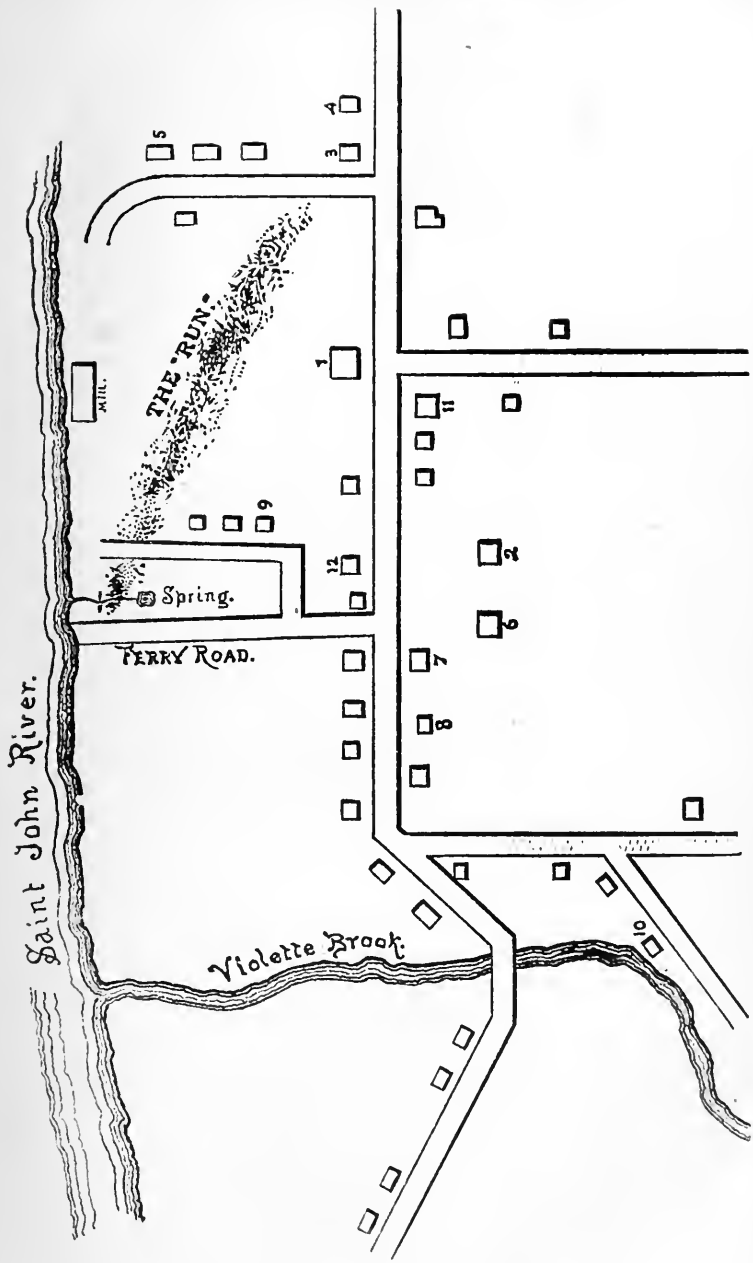 Saint John River.
Mill.
THE "RUN"
Spring.
FERRY ROAD.
Violette Brook.
5
4
3
1
9
12
11
2
6
7
8
10